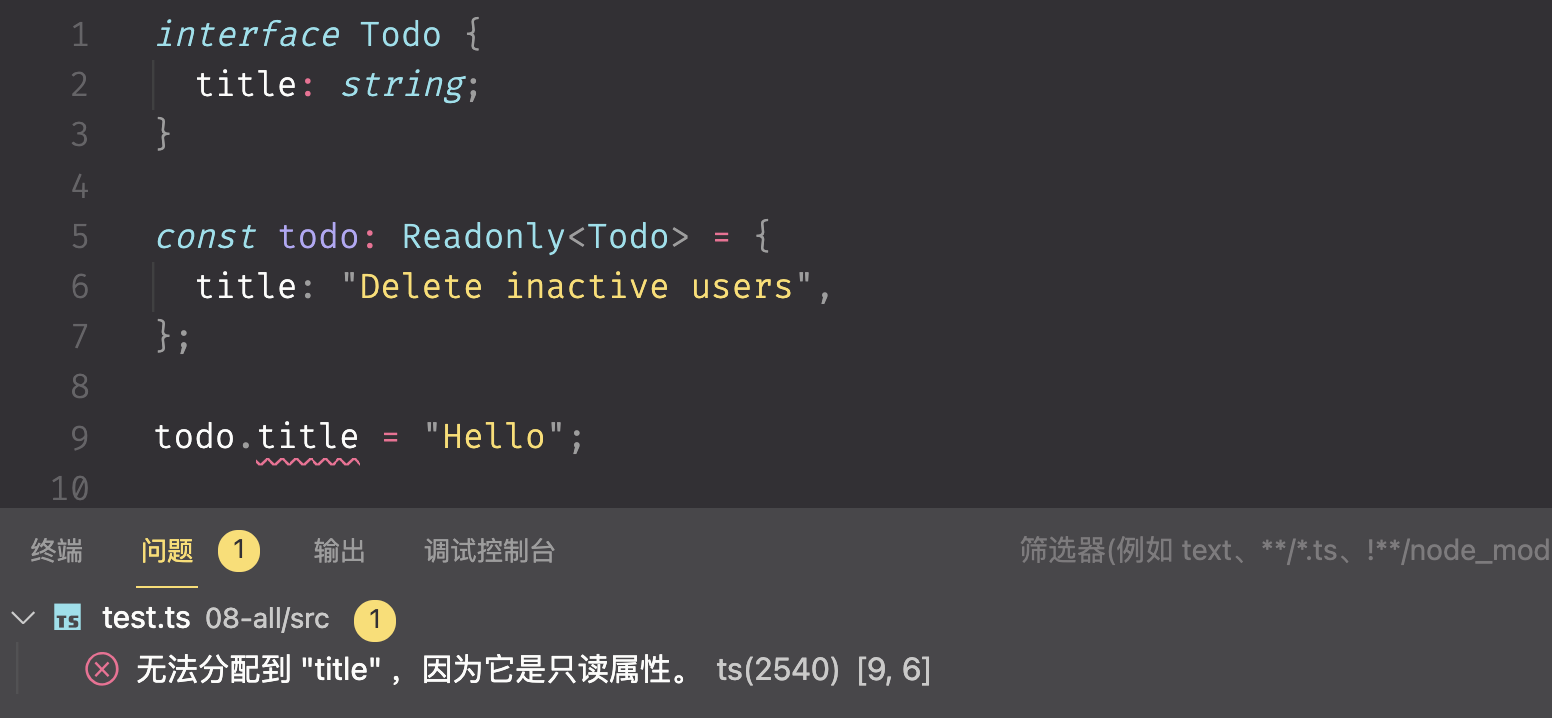 1 interface Todo {
2 title: string;
3 }
4
5 const todo: Readonly<Todo> = {
6 title: "Delete inactive users",
7 };
8
9 todo.title = "Hello";
10
终端 问题 1 输出 调试控制台 筛选器(例如 text、**/*.ts、!**/node_mod
TS test.ts 08-all/src 1
无法分配到 "title" ，因为它是只读属性。 ts(2540) [9, 6]